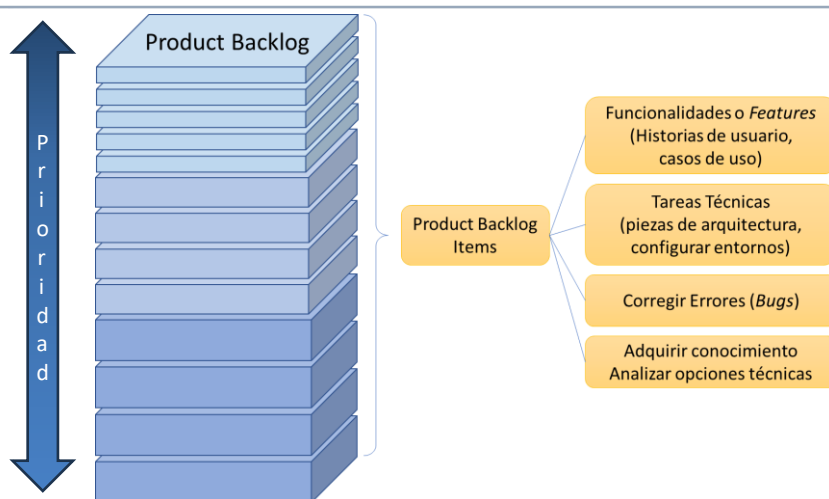 Product Backlog
Prioridad
Product Backlog
Items
Funcionalidades o Features
(Historias de usuario,
casos de uso)
Tareas Técnicas
(piezas de arquitectura,
configurar entornos)
Corregir Errores (Bugs)
Adquirir conocimiento
Analizar opciones técnicas